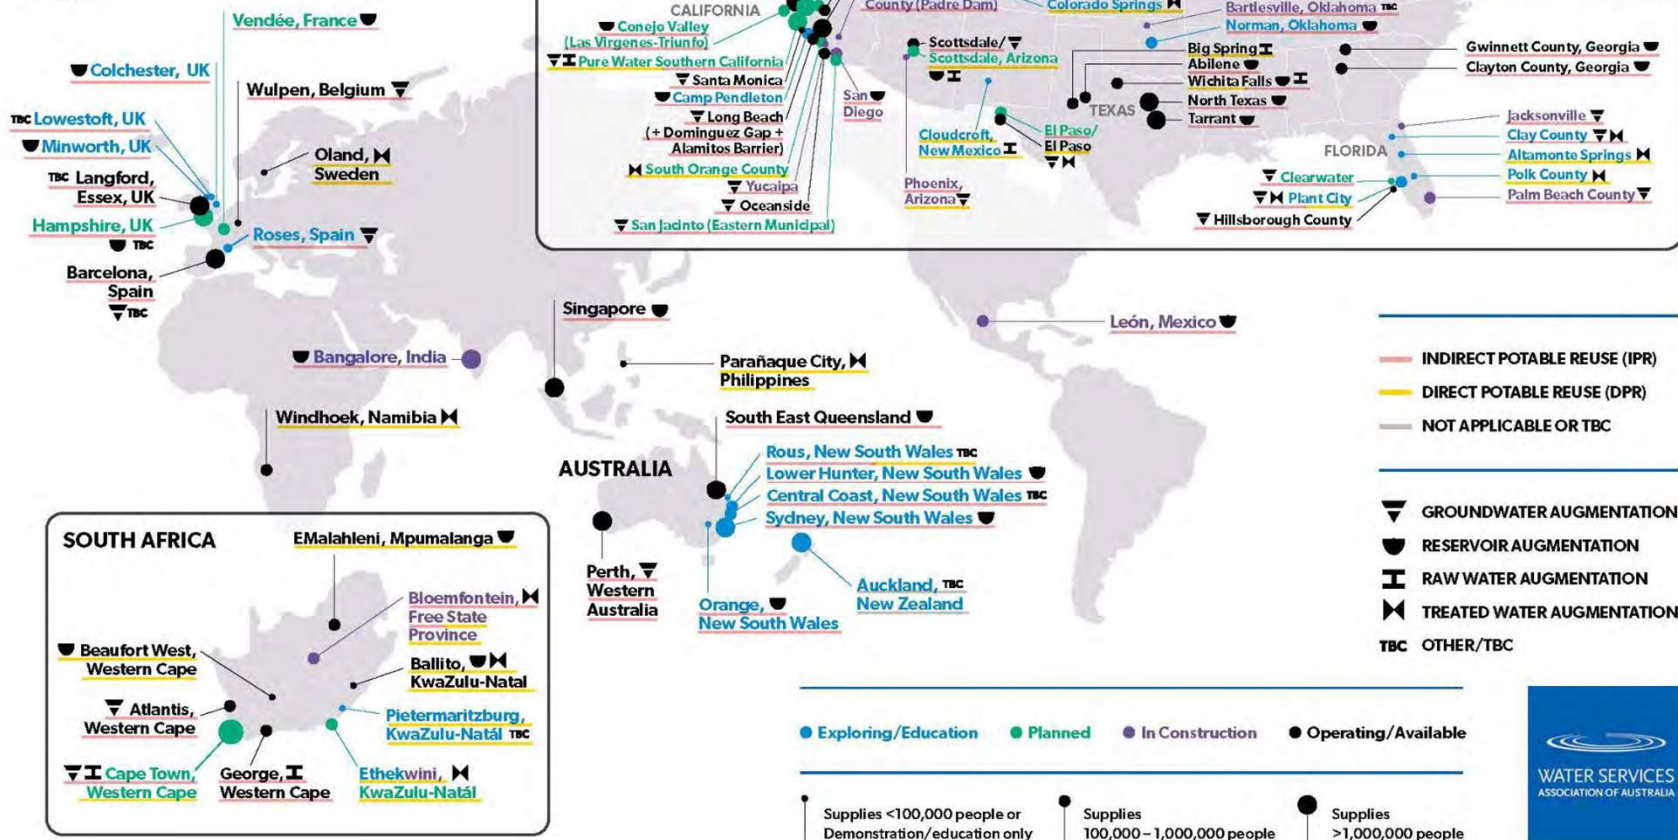 Vendée, France
Colchester, UK
Wulpen, Belgium
TBC Lowestoft, UK
Minworth, UK
TBC Langford,
Essex, UK
Hampshire, UK
TBC
Oland,
Sweden
Roses, Spain
Barcelona,
Spain
TBC
CALIFORNIA
Conejo Valley
(Las Virgenes-Triunfo)
Pure Water Southern California
Santa Monica
Camp Pendleton
Long Beach
(+ Dominguez Gap +
Alamitos Barrier)
South Orange County
Yucaipa
Oceanside
San Jacinto (Eastern Municipal)
County (Padre Dam)
San
Diego
Scottsdale/
Scottsdale, Arizona
Phoenix,
Arizona
Colorado Springs
Cloudcroft,
New Mexico
El Paso/
El Paso
Bartlesville, Oklahoma TBC
Norman, Oklahoma
Big Spring
Abilene
Wichita Falls
TEXAS
North Texas
Tarrant
Gwinnett County, Georgia
Clayton County, Georgia
FLORIDA
Jacksonville
Clay County
Altamonte Springs
Polk County
Palm Beach County
Clearwater
Plant City
Hillsborough County
Singapore
Bangalore, India
Parañaque City,
Philippines
León, Mexico
Windhoek, Namibia
South East Queensland
AUSTRALIA
Rous, New South Wales TBC
Lower Hunter, New South Wales
Central Coast, New South Wales TBC
Sydney, New South Wales
Perth,
Western
Australia
Orange,
New South Wales
Auckland, TBC
New Zealand
SOUTH AFRICA
EMalahleni, Mpumalanga
Bloemfontein,
Free State
Province
Beaufort West,
Western Cape
Ballito,
KwaZulu-Natal
Atlantis,
Western Cape
Pietermaritzburg,
KwaZulu-Natál TBC
Cape Town,
Western Cape
George,
Western Cape
Ethekwini,
KwaZulu-Natál
INDIRECT POTABLE REUSE (IPR)
DIRECT POTABLE REUSE (DPR)
NOT APPLICABLE OR TBC
GROUNDWATER AUGMENTATION
RESERVOIR AUGMENTATION
RAW WATER AUGMENTATION
TREATED WATER AUGMENTATION
TBC OTHER/TBC
Exploring/Education
Planned
In Construction
Operating/Available
Supplies <100,000 people or
Demonstration/education only
Supplies
100,000 – 1,000,000 people
Supplies
>1,000,000 people
WATER SERVICES
ASSOCIATION OF AUSTRALIA